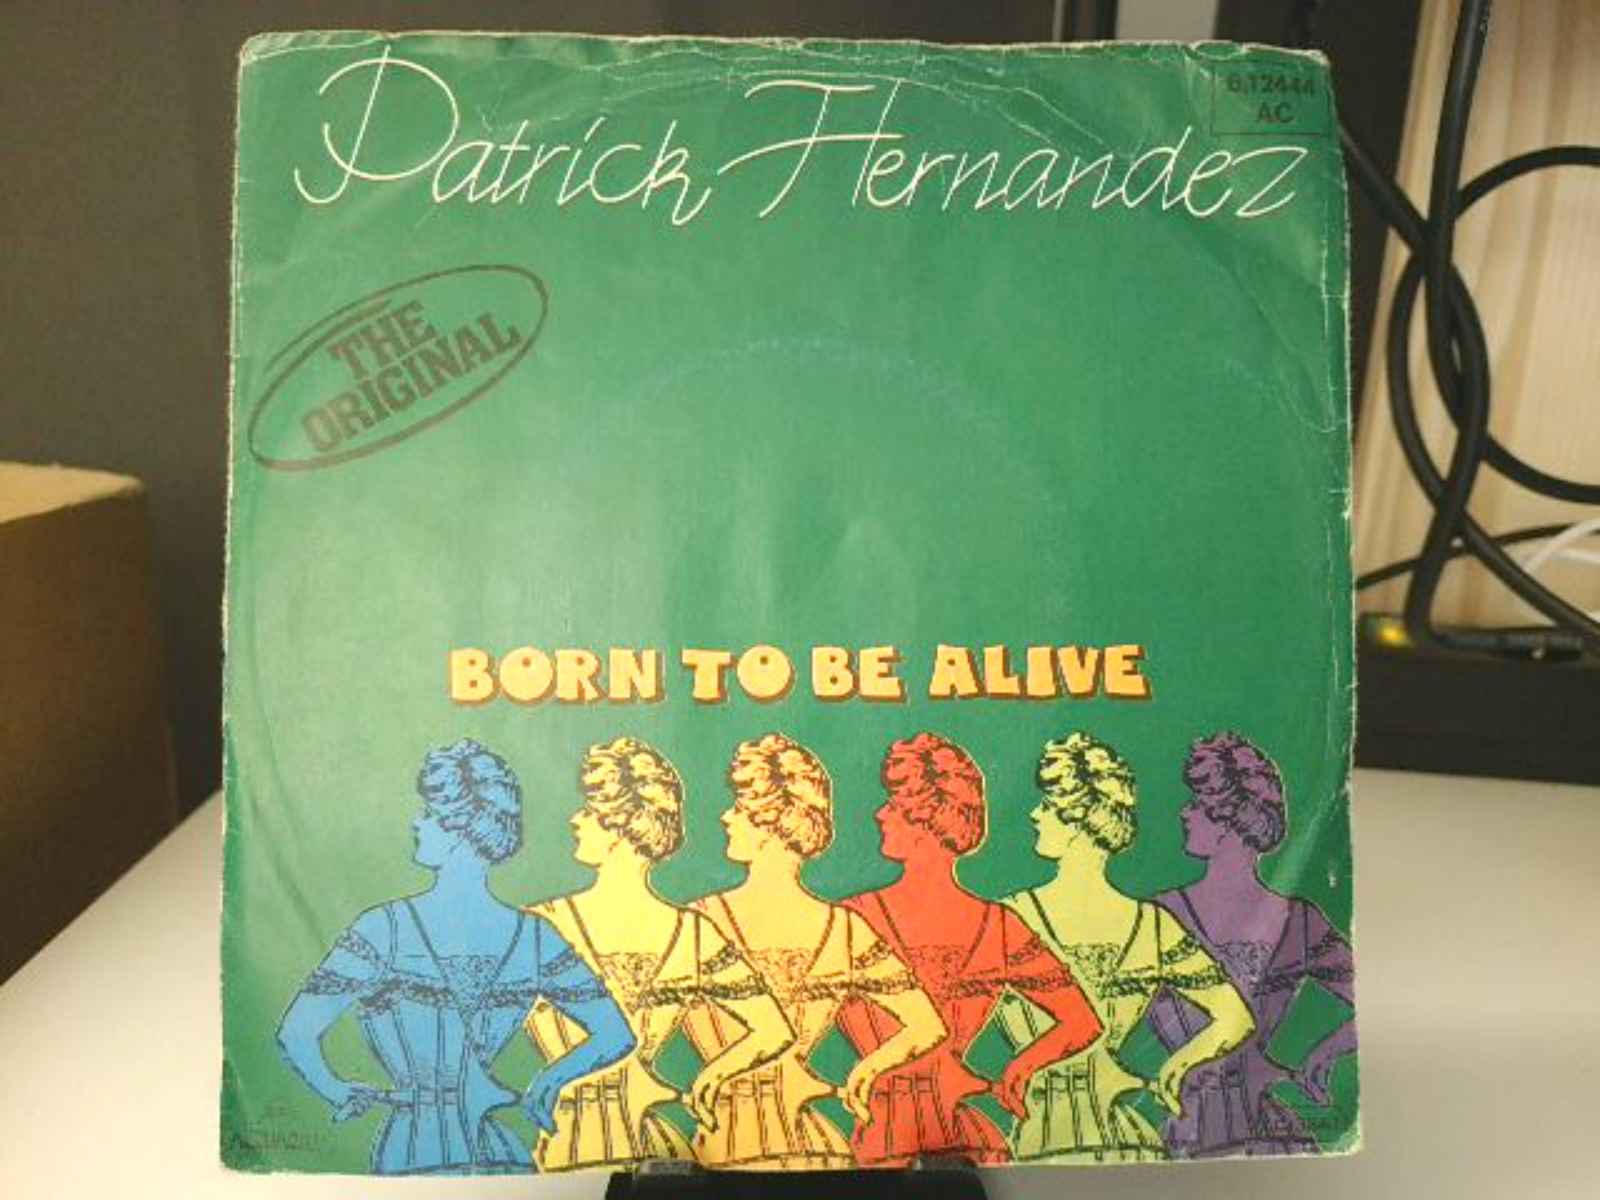 Patrick Hernandez
6.12444
AC
THE
ORIGINAL
BORN TO BE ALIVE